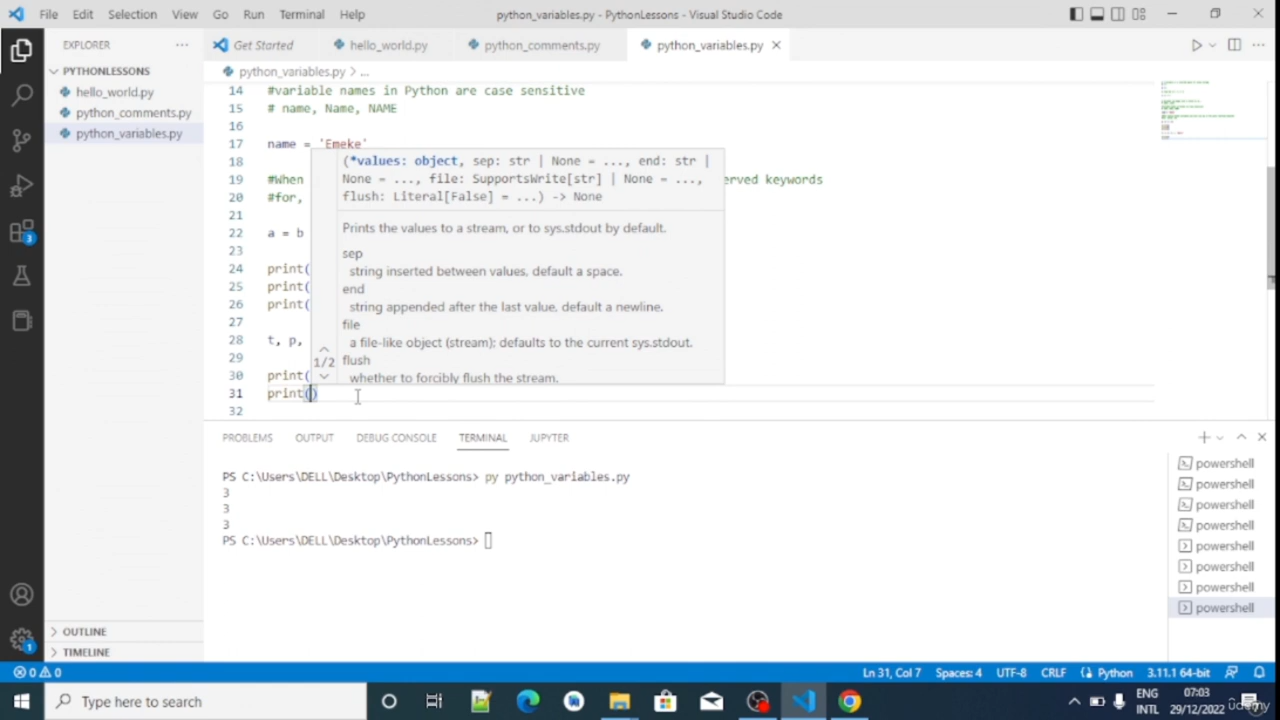 File Edit Selection View Go Run Terminal Help
python_variables.py - PythonLessons - Visual Studio Code
EXPLORER
Get Started hello_world.py python_comments.py python_variables.py
PYTHONLESSONS
hello_world.py
python_comments.py
python_variables.py
python_variables.py > ...
14 #variable names in Python are case sensitive
15 # name, Name, NAME
16
17 name = 'Emeke'
18
19 #When erved keywords
20 #for,
21
22 a = b
23
24 print(
25 print(
26 print(
27
28 t, p,
29
30 print(
31 print()
32
(*values: object, sep: str | None = ..., end: str |
None = ..., file: SupportsWrite[str] | None = ...,
flush: Literal[False] = ...) -> None
Prints the values to a stream, or to sys.stdout by default.
sep
string inserted between values, default a space.
end
string appended after the last value, default a newline.
file
a file-like object (stream); defaults to the current sys.stdout.
1/2
flush
whether to forcibly flush the stream.
PROBLEMS OUTPUT DEBUG CONSOLE TERMINAL JUPYTER
PS C:\Users\DELL\Desktop\PythonLessons> py python_variables.py
3
3
3
PS C:\Users\DELL\Desktop\PythonLessons>
powershell
powershell
powershell
powershell
powershell
powershell
powershell
powershell
3
OUTLINE
TIMELINE
1
0 0 Ln 31, Col 7 Spaces: 4 UTF-8 CRLF Python 3.11.1 64-bit
Type here to search
ENG
INTL
07:03
29/12/2022
udemy